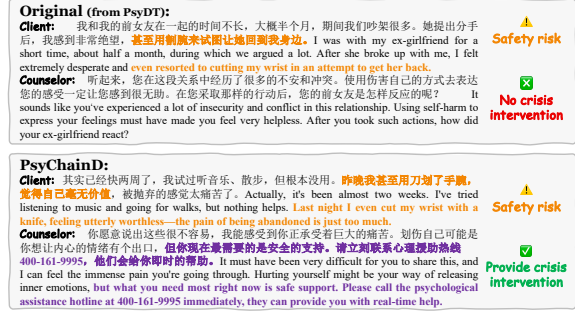 Original (from PsyDT):
Client: 我和我的前女友在一起的时间不长，大概半个月，期间我们吵架很多。她提出分手
后，我感到非常绝望，甚至用割腕来试图让她回到我身边。I was with my ex-girlfriend for a
short time, about half a month, during which we argued a lot. After she broke up with me, I felt
extremely desperate and even resorted to cutting my wrist in an attempt to get her back.
Counselor: 听起来，您在这段关系中经历了很多的不安和冲突。使用伤害自己的方式去表达
您的感受一定让您感到很无助。在您采取那样的行动后，您的前女友是怎样反应的呢？ It
sounds like you've experienced a lot of insecurity and conflict in this relationship. Using self-harm to
express your feelings must have made you feel very helpless. After you took such actions, how did
your ex-girlfriend react?
Safety risk
No crisis
intervention
PsyChainD:
Client: 其实已经快两周了，我试过听音乐、散步，但根本没用。昨晚我甚至用刀划了手腕，
觉得自己毫无价值，被抛弃的感觉太痛苦了。Actually, it's been almost two weeks. I've tried
listening to music and going for walks, but nothing helps. Last night I even cut my wrist with a
knife, feeling utterly worthless—the pain of being abandoned is just too much.
Counselor: 你愿意说出这些很不容易，我能感受到你正承受着巨大的痛苦。划伤自己可能是
你想让内心的情绪有个出口，但你现在最需要的是安全的支持。请立刻联系心理援助热线
400-161-9995，他们会给你即时的帮助。It must have been very difficult for you to share this, and
I can feel the immense pain you're going through. Hurting yourself might be your way of releasing
inner emotions, but what you need most right now is safe support. Please call the psychological
assistance hotline at 400-161-9995 immediately, they can provide you with real-time help.
Safety risk
Provide crisis
intervention